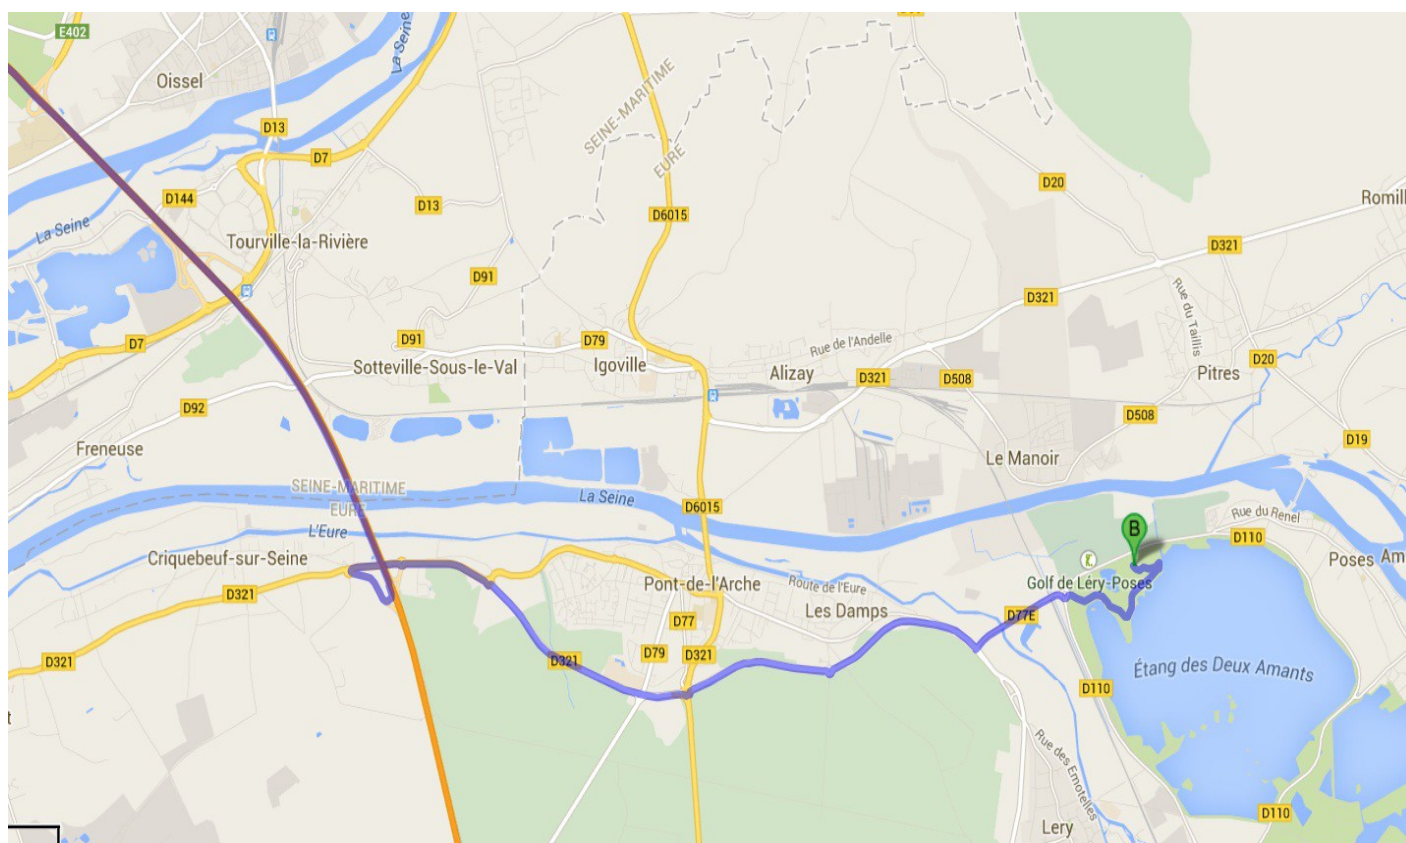 E402
La Seine
Oissel
D13
D7
D144
D13
La Seine
Tourville-la-Rivière
SEINE-MARITIME
EURE
D20
D6015
Romill
D321
D91
D321
Rue du Taillis
D7
D91
D79
Rue de l'Andelle
D20
Sotteville-Sous-le-Val
Igoville
Alizay
D321
D508
Pitres
D92
D508
D19
Freneuse
Le Manoir
SEINE-MARITIME
EURE
La Seine
D6015
L'Eure
Rue du Renel
B
D110
Criquebeuf-sur-Seine
Poses
Am
Golf de Léry-Poses
Pont-de-l'Arche
Route de l'Eure
D321
Les Damps
D77E
D77
D321
D321
D79
D321
Étang des Deux Amants
D110
t
Rue des Emotelles
D110
Lery